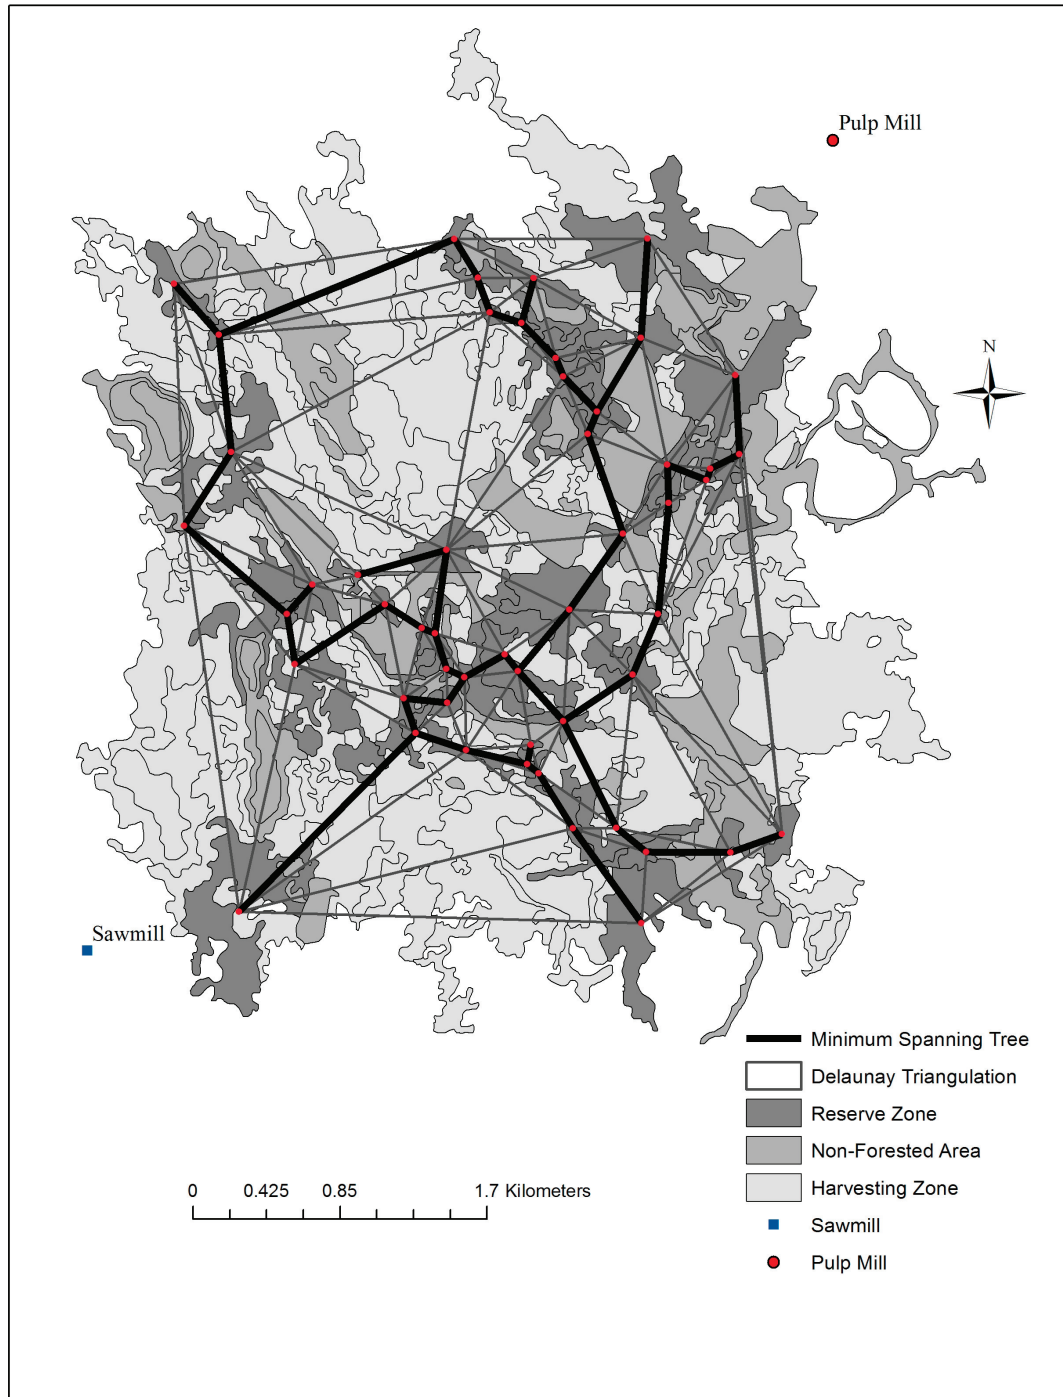 Pulp Mill
N
Sawmill
Minimum Spanning Tree
Delaunay Triangulation
Reserve Zone
Non-Forested Area
Harvesting Zone
Sawmill
Pulp Mill
0 0.425 0.85 1.7 Kilometers